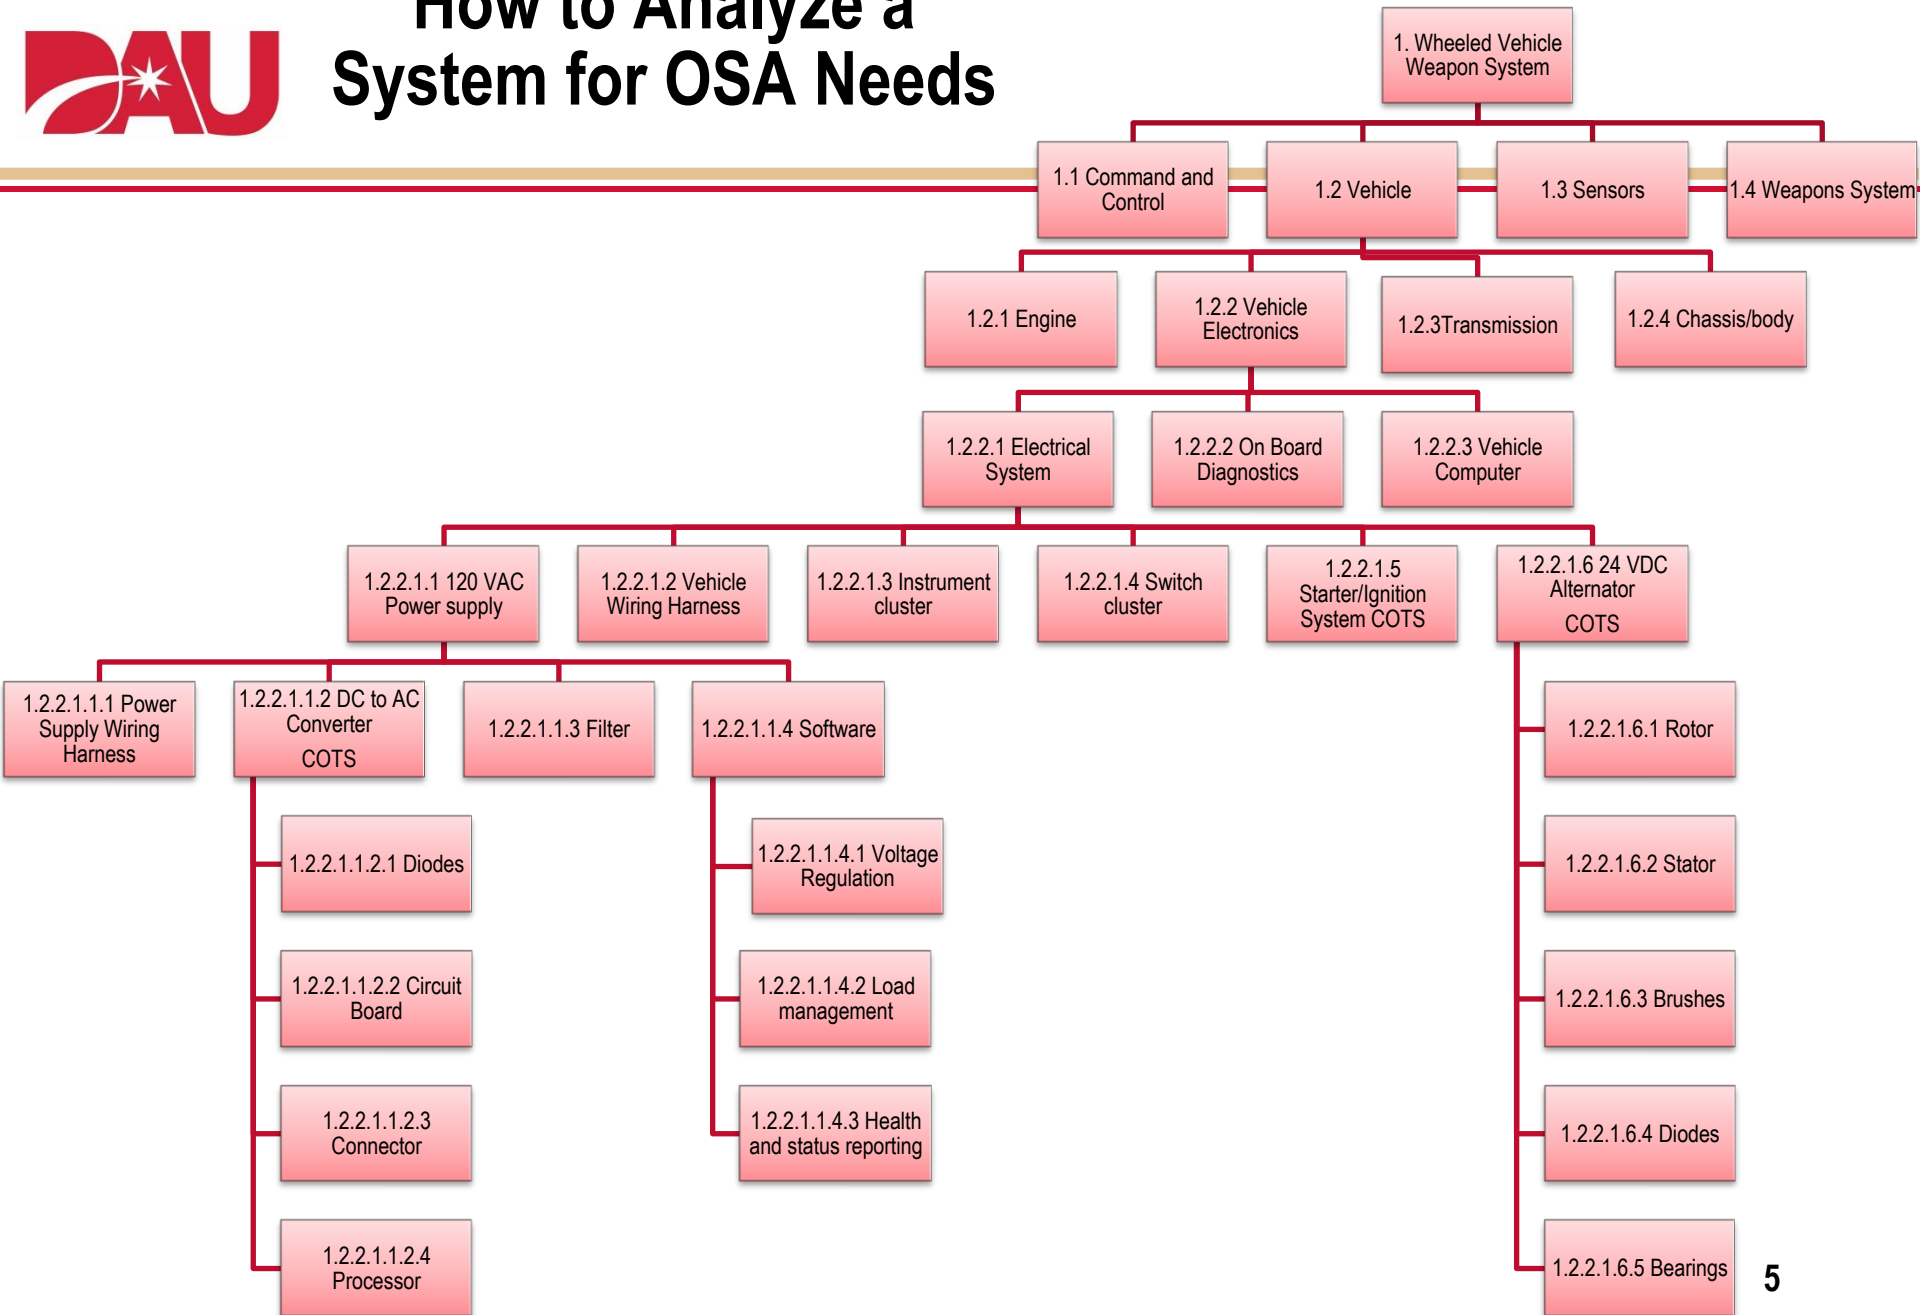 DAU
How to Analyze a
System for OSA Needs
1. Wheeled Vehicle
Weapon System
1.1 Command and
Control
1.2 Vehicle
1.3 Sensors
1.4 Weapons System
1.2.1 Engine
1.2.2 Vehicle
Electronics
1.2.3Transmission
1.2.4 Chassis/body
1.2.2.1 Electrical
System
1.2.2.2 On Board
Diagnostics
1.2.2.3 Vehicle
Computer
1.2.2.1.1 120 VAC
Power supply
1.2.2.1.2 Vehicle
Wiring Harness
1.2.2.1.3 Instrument
cluster
1.2.2.1.4 Switch
cluster
1.2.2.1.5
Starter/Ignition
System COTS
1.2.2.1.6 24 VDC
Alternator
COTS
1.2.2.1.1.1 Power
Supply Wiring
Harness
1.2.2.1.1.2 DC to AC
Converter
COTS
1.2.2.1.1.3 Filter
1.2.2.1.1.4 Software
1.2.2.1.1.2.1 Diodes
1.2.2.1.1.2.2 Circuit
Board
1.2.2.1.1.2.3
Connector
1.2.2.1.1.2.4
Processor
1.2.2.1.1.4.1 Voltage
Regulation
1.2.2.1.1.4.2 Load
management
1.2.2.1.1.4.3 Health
and status reporting
1.2.2.1.6.1 Rotor
1.2.2.1.6.2 Stator
1.2.2.1.6.3 Brushes
1.2.2.1.6.4 Diodes
1.2.2.1.6.5 Bearings
5